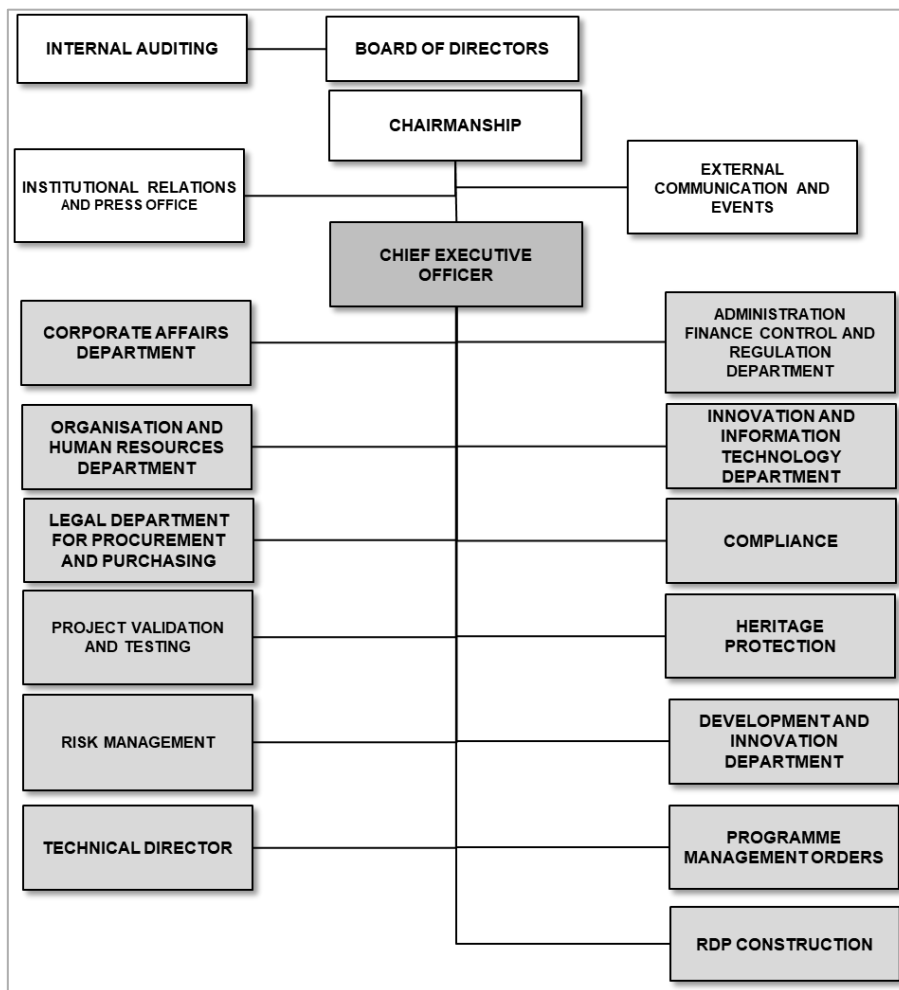 INTERNAL AUDITING
BOARD OF DIRECTORS
CHAIRMANSHIP
INSTITUTIONAL RELATIONS
AND PRESS OFFICE
EXTERNAL
COMMUNICATION AND
EVENTS
CHIEF EXECUTIVE
OFFICER
CORPORATE AFFAIRS
DEPARTMENT
ADMINISTRATION
FINANCE CONTROL AND
REGULATION
DEPARTMENT
ORGANISATION AND
HUMAN RESOURCES
DEPARTMENT
INNOVATION AND
INFORMATION
TECHNOLOGY
DEPARTMENT
LEGAL DEPARTMENT
FOR PROCUREMENT
AND PURCHASING
COMPLIANCE
PROJECT VALIDATION
AND TESTING
HERITAGE
PROTECTION
RISK MANAGEMENT
DEVELOPMENT AND
INNOVATION
DEPARTMENT
TECHNICAL DIRECTOR
PROGRAMME
MANAGEMENT ORDERS
RDP CONSTRUCTION